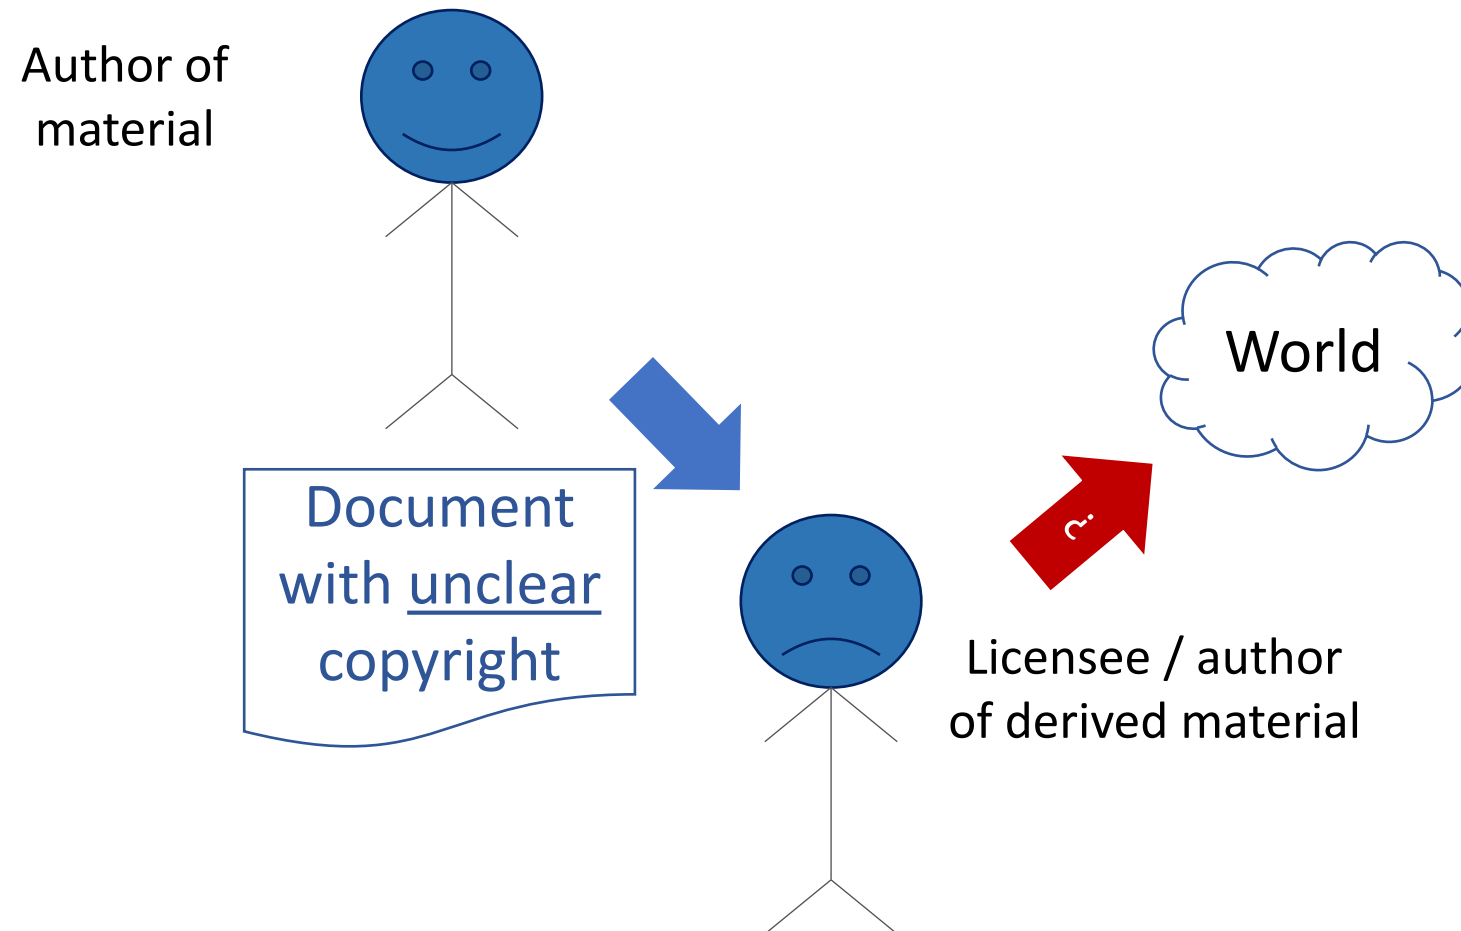 Author of
material
Document
with unclear
copyright
World
?
Licensee / author
of derived material